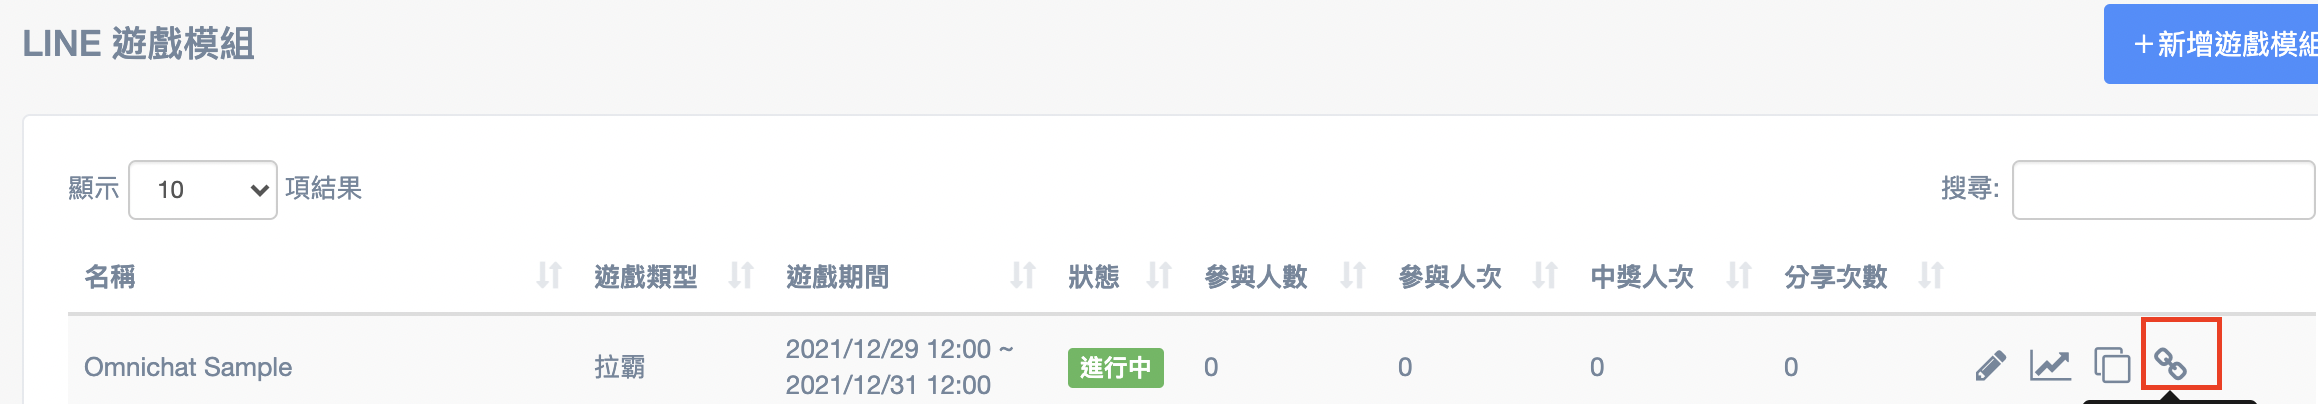 LINE 遊戲模組
＋新增遊戲模組
顯示 10 項結果
搜尋:
名稱 遊戲類型 遊戲期間 狀態 參與人數 參與人次 中獎人次 分享次數
Omnichat Sample 拉霸 2021/12/29 12:00 ~ 進行中 0 0 0 0
2021/12/31 12:00